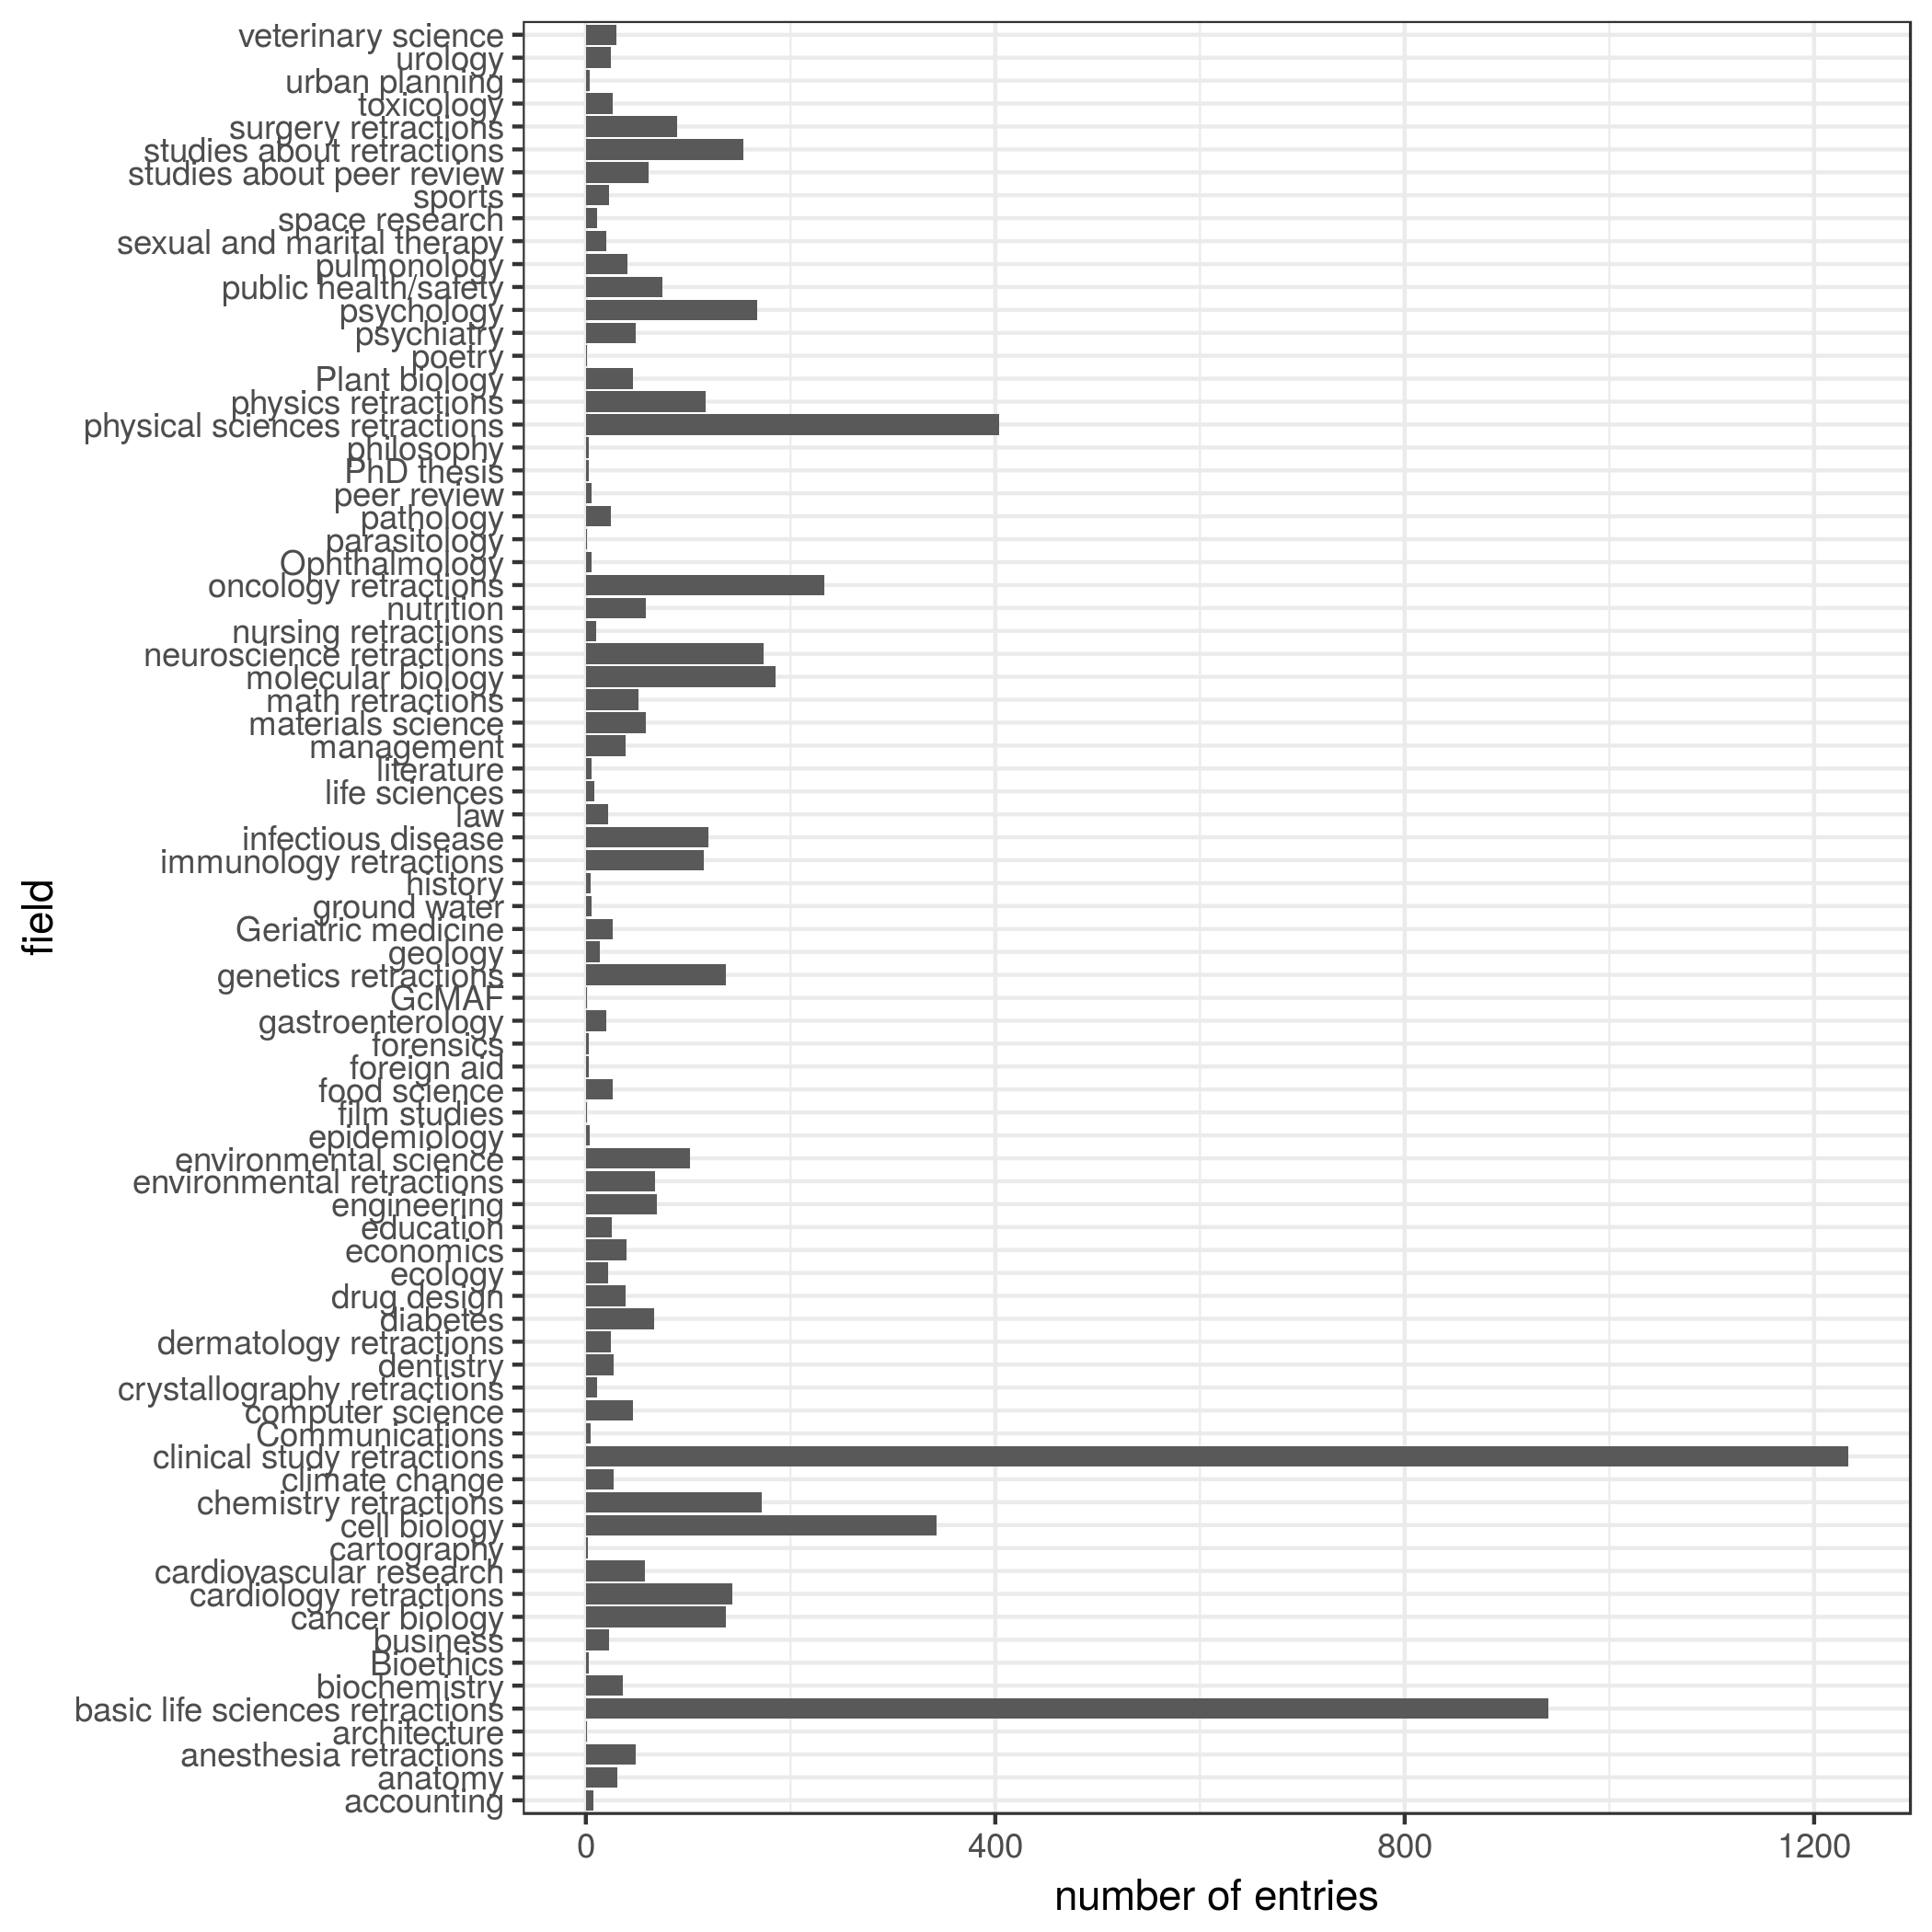 veterinary science
urology
urban planning
toxicology
surgery retractions
studies about retractions
studies about peer review
sports
space research
sexual and marital therapy
pulmonology
public health/safety
psychology
psychiatry
poetry
Plant biology
physics retractions
physical sciences retractions
philosophy
PhD thesis
peer review
pathology
parasitology
Ophthalmology
oncology retractions
nutrition
nursing retractions
neuroscience retractions
molecular biology
math retractions
materials science
management
literature
life sciences
law
infectious disease
immunology retractions
history
ground water
Geriatric medicine
geology
genetics retractions
GcMAF
gastroenterology
forensics
foreign aid
food science
film studies
epidemiology
environmental science
environmental retractions
engineering
education
economics
ecology
drug design
diabetes
dermatology retractions
dentistry
crystallography retractions
computer science
Communications
clinical study retractions
climate change
chemistry retractions
cell biology
cartography
cardiovascular research
cardiology retractions
cancer biology
business
Bioethics
biochemistry
basic life sciences retractions
architecture
anesthesia retractions
anatomy
accounting
field
0 400 800 1200
number of entries